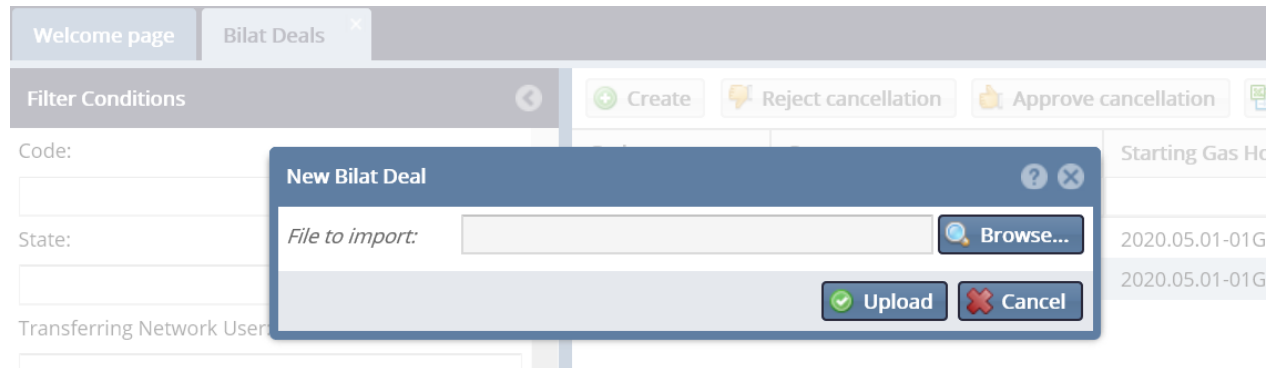 Welcome page
Bilat Deals
Filter Conditions
Create
Reject cancellation
Approve cancellation
Code:
Starting Gas Ho
New Bilat Deal
File to import:
Browse...
State:
2020.05.01-01G
2020.05.01-01G
Upload
Cancel
Transferring Network User: